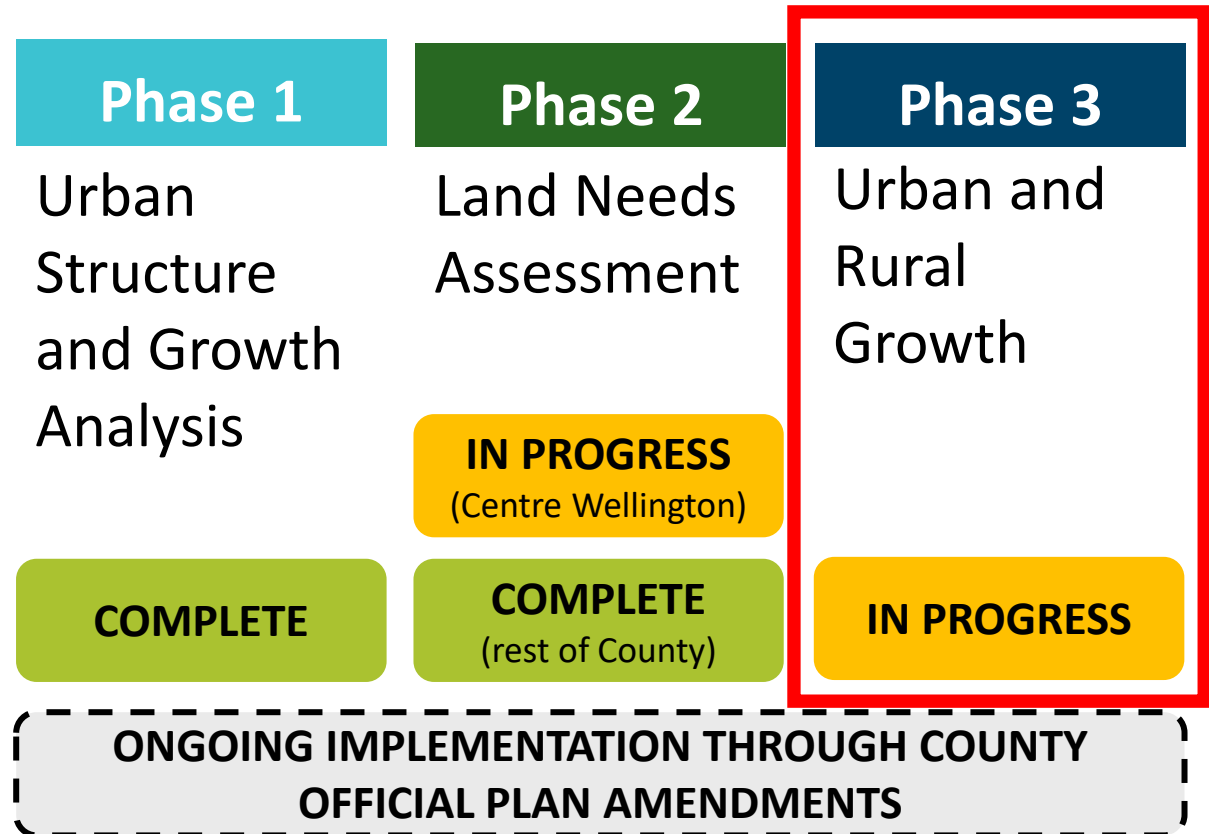 Phase 1
Urban
Structure
and Growth
Analysis
COMPLETE
Phase 2
Land Needs
Assessment
IN PROGRESS
(Centre Wellington)
COMPLETE
(rest of County)
Phase 3
Urban and
Rural
Growth
IN PROGRESS
ONGOING IMPLEMENTATION THROUGH COUNTY
OFFICIAL PLAN AMENDMENTS